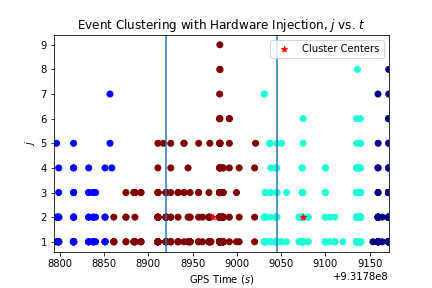 Event Clustering with Hardware Injection, j vs. t
Cluster Centers
9
8
7
6
5
4
3
2
1
j
8800 8850 8900 8950 9000 9050 9100 9150
GPS Time (s)
+9.3178e8